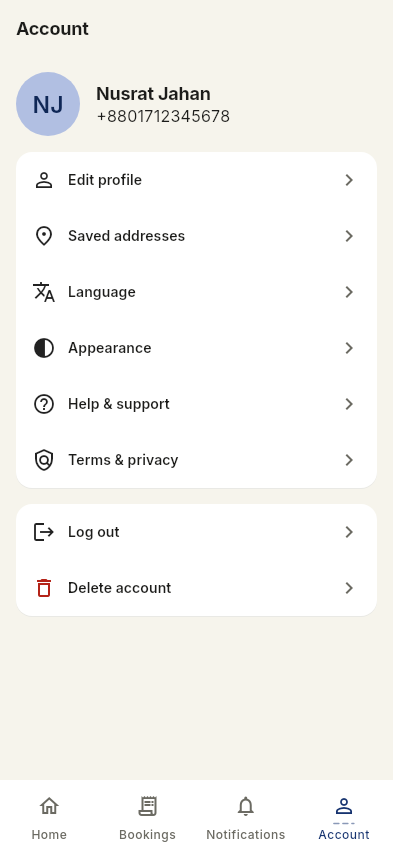 Account
NJ
Nusrat Jahan
+8801712345678
Edit profile
Saved addresses
Language
Appearance
Help & support
Terms & privacy
Log out
Delete account
Home
Bookings
Notifications
Account